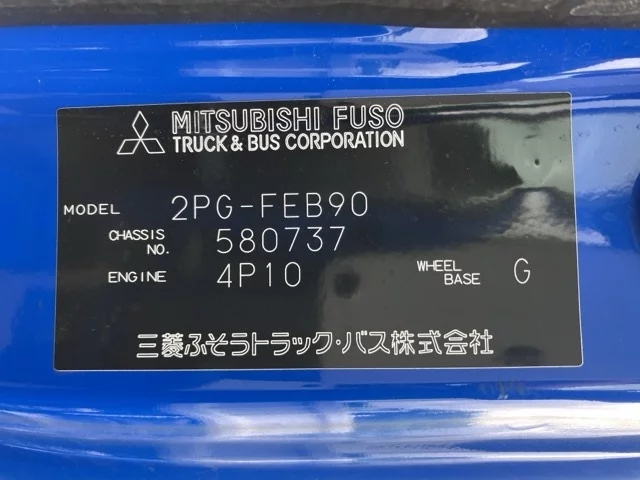 MITSUBISHI FUSO
TRUCK & BUS CORPORATION
MODEL 2PG-FEB90
CHASSIS NO. 580737
ENGINE 4P10 WHEEL BASE G
三菱ふそうトラック・バス株式会社